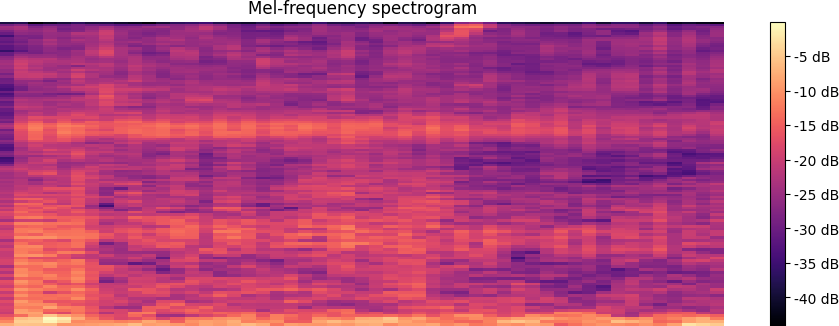 Mel-frequency spectrogram
-5 dB
-10 dB
-15 dB
-20 dB
-25 dB
-30 dB
-35 dB
-40 dB